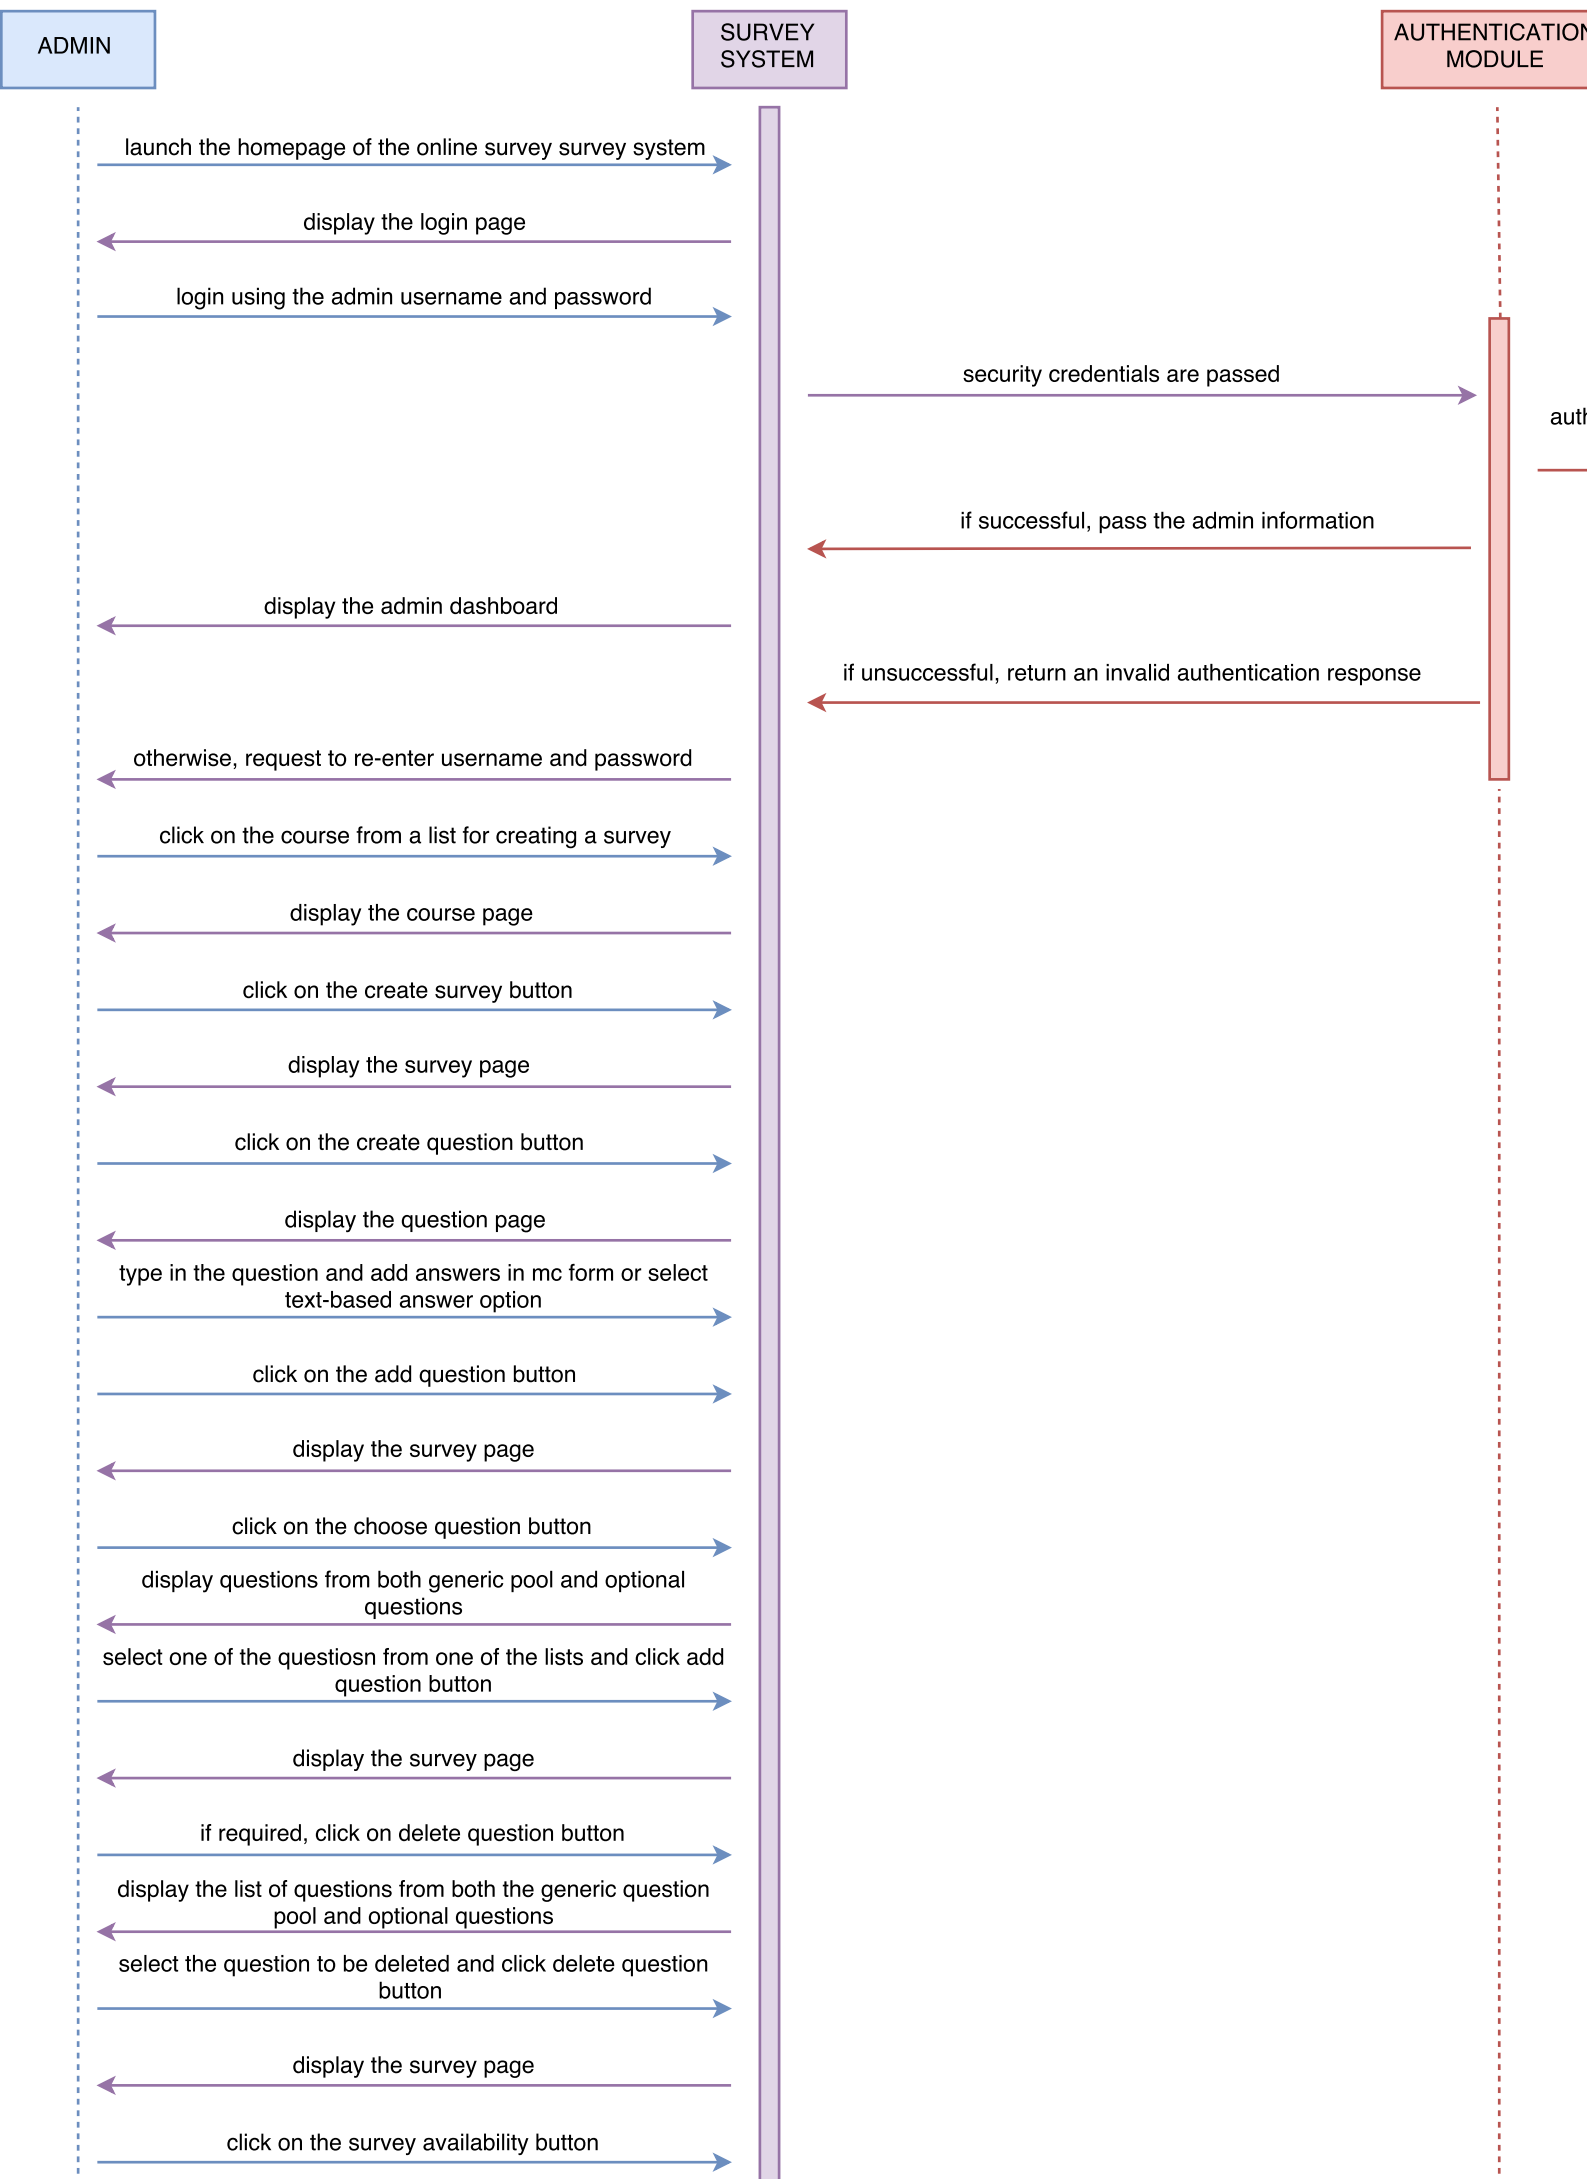 ADMIN
SURVEY
SYSTEM
AUTHENTICATION
MODULE
launch the homepage of the online survey survey system
display the login page
login using the admin username and password
security credentials are passed
auth
if successful, pass the admin information
display the admin dashboard
if unsuccessful, return an invalid authentication response
otherwise, request to re-enter username and password
click on the course from a list for creating a survey
display the course page
click on the create survey button
display the survey page
click on the create question button
display the question page
type in the question and add answers in mc form or select
text-based answer option
click on the add question button
display the survey page
click on the choose question button
display questions from both generic pool and optional
questions
select one of the questiosn from one of the lists and click add
question button
display the survey page
if required, click on delete question button
display the list of questions from both the generic question
pool and optional questions
select the question to be deleted and click delete question
button
display the survey page
click on the survey availability button